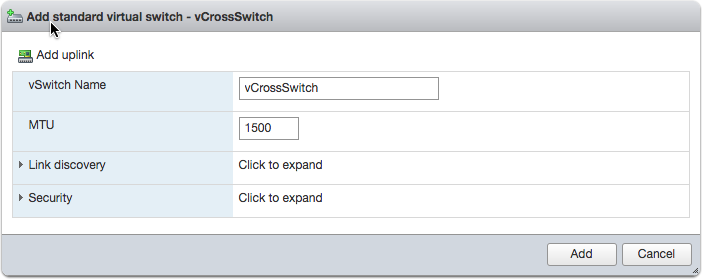 Add standard virtual switch - vCrossSwitch
Add uplink
vSwitch Name vCrossSwitch
MTU 1500
Link discovery Click to expand
Security Click to expand
Add Cancel